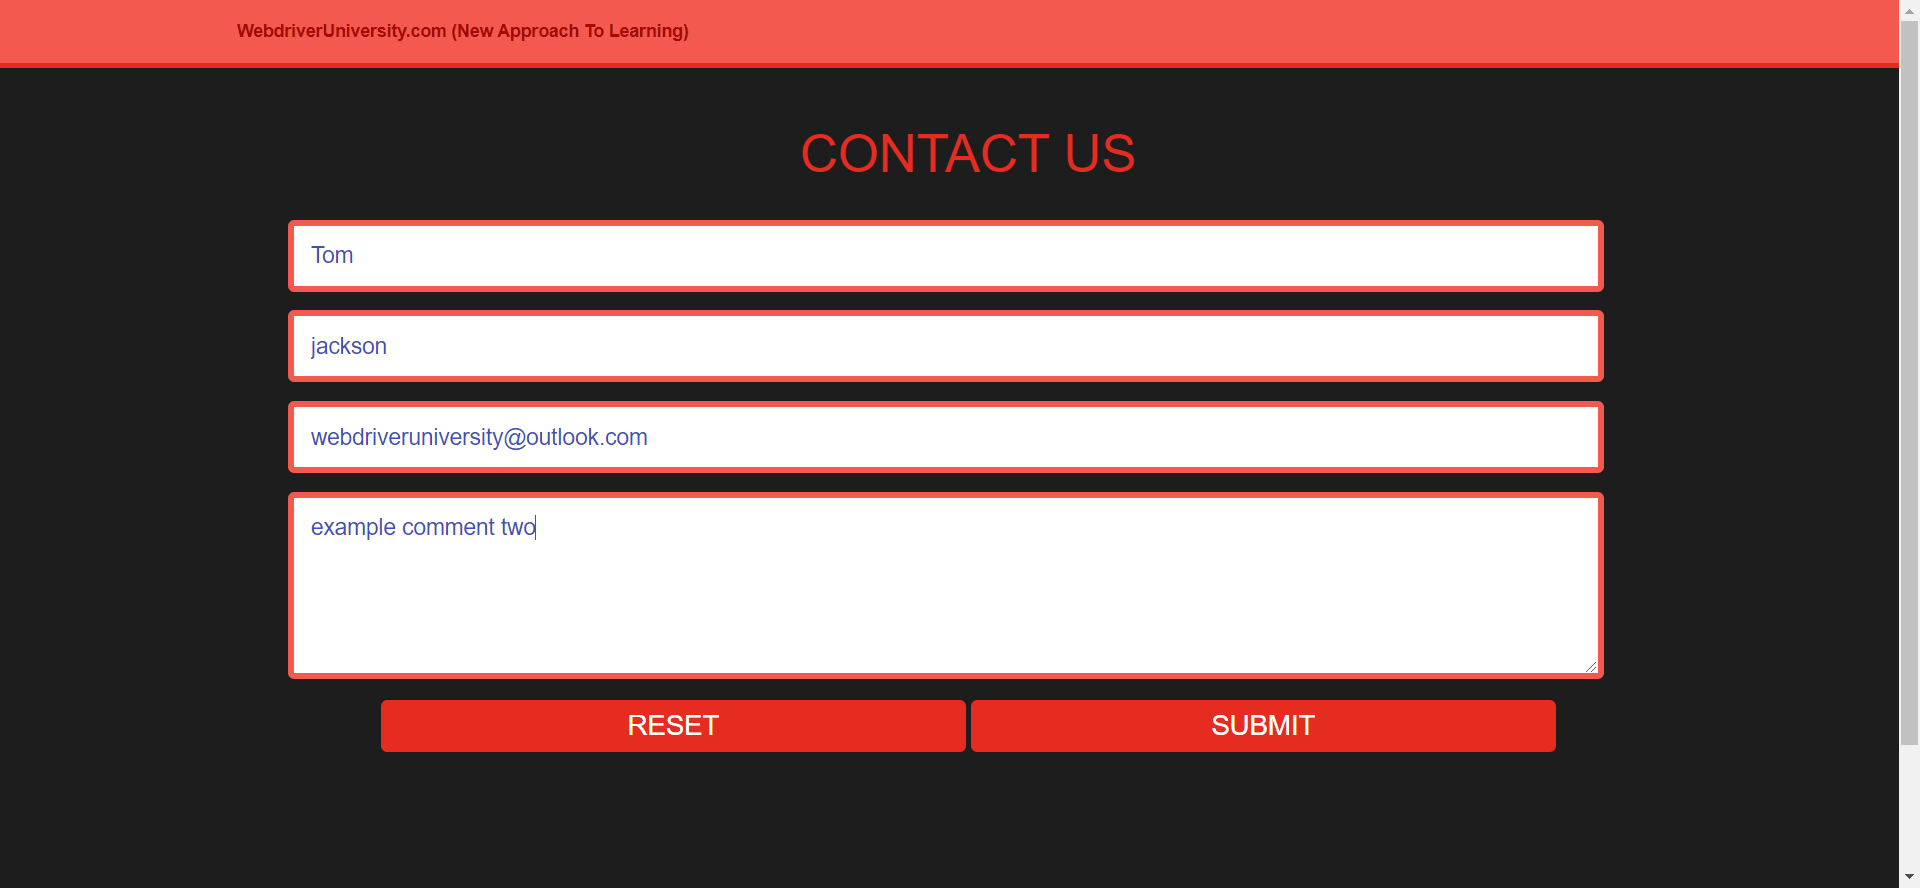 WebdriverUniversity.com (New Approach To Learning)
CONTACT US
Tom
jackson
webdriveruniversity@outlook.com
example comment two
RESET SUBMIT